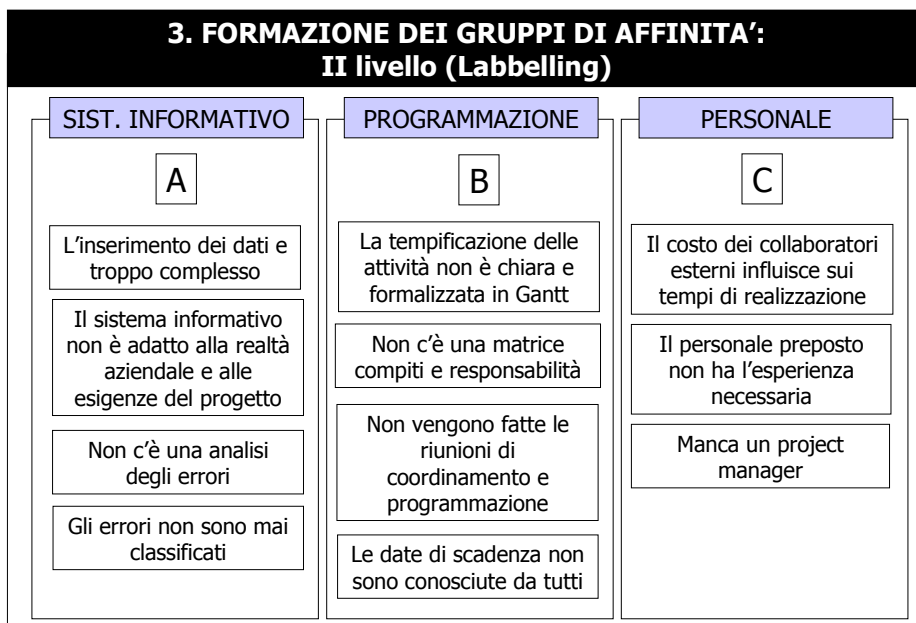 3. FORMAZIONE DEI GRUPPI DI AFFINITA’:
II livello (Labbelling)
SIST. INFORMATIVO
A
L’inserimento dei dati e
troppo complesso
Il sistema informativo
non è adatto alla realtà
aziendale e alle
esigenze del progetto
Non c’è una analisi
degli errori
Gli errori non sono mai
classificati
PROGRAMMAZIONE
B
La tempificazione delle
attività non è chiara e
formalizzata in Gantt
Non c’è una matrice
compiti e responsabilità
Non vengono fatte le
riunioni di
coordinamento e
programmazione
Le date di scadenza non
sono conosciute da tutti
PERSONALE
C
Il costo dei collaboratori
esterni influisce sui
tempi di realizzazione
Il personale preposto
non ha l’esperienza
necessaria
Manca un project
manager